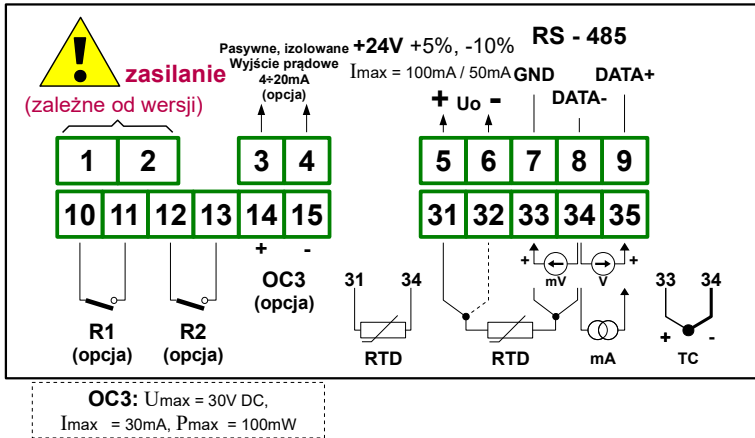 Pasywne, izolowane
Wyjście prądowe
4÷20mA
(opcja)
+24V +5%, -10%
Imax = 100mA / 50mA
RS - 485
GND DATA+
DATA-
! zasilanie
(zależne od wersji)
+ Uo -
1 2 3 4 5 6 7 8 9
10 11 12 13 14 15 31 32 33 34 35
+ -
OC3
(opcja)
R1
(opcja)
R2
(opcja)
31 34
RTD
RTD
+ mV V +
mA
33 34
+ -
TC
OC3: Umax = 30V DC,
Imax = 30mA, Pmax = 100mW